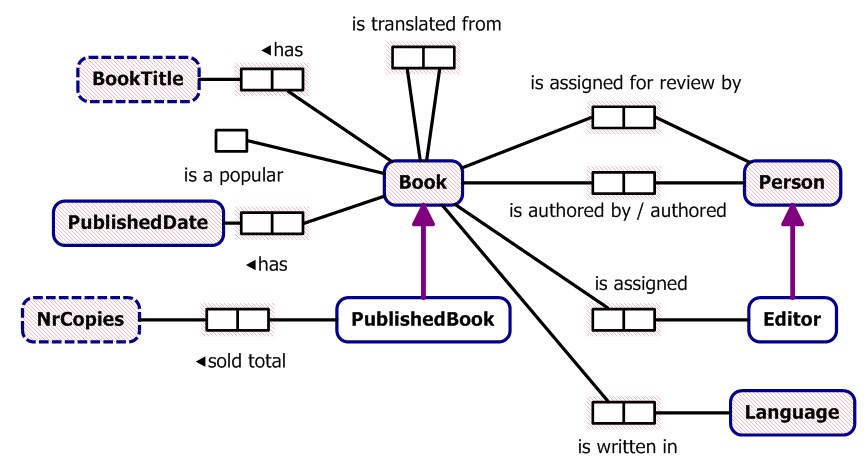 is translated from
◄has
BookTitle
is assigned for review by
is a popular
Book
Person
PublishedDate
is authored by / authored
◄has
is assigned
NrCopies
PublishedBook
Editor
◄sold total
Language
is written in